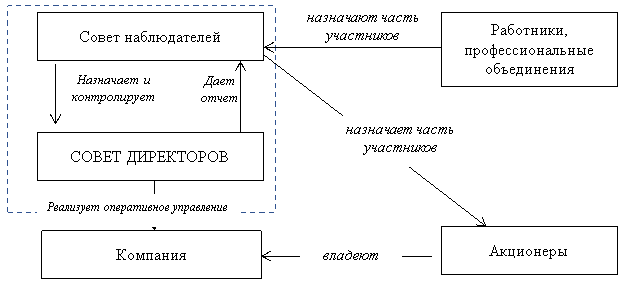 назначают часть
участников
Совет наблюдателей
Работники,
профессиональные
объединения
Назначает и
контролирует
Дает
отчет
назначает часть
участников
СОВЕТ ДИРЕКТОРОВ
Реализует оперативное управление
Компания
владеют
Акционеры